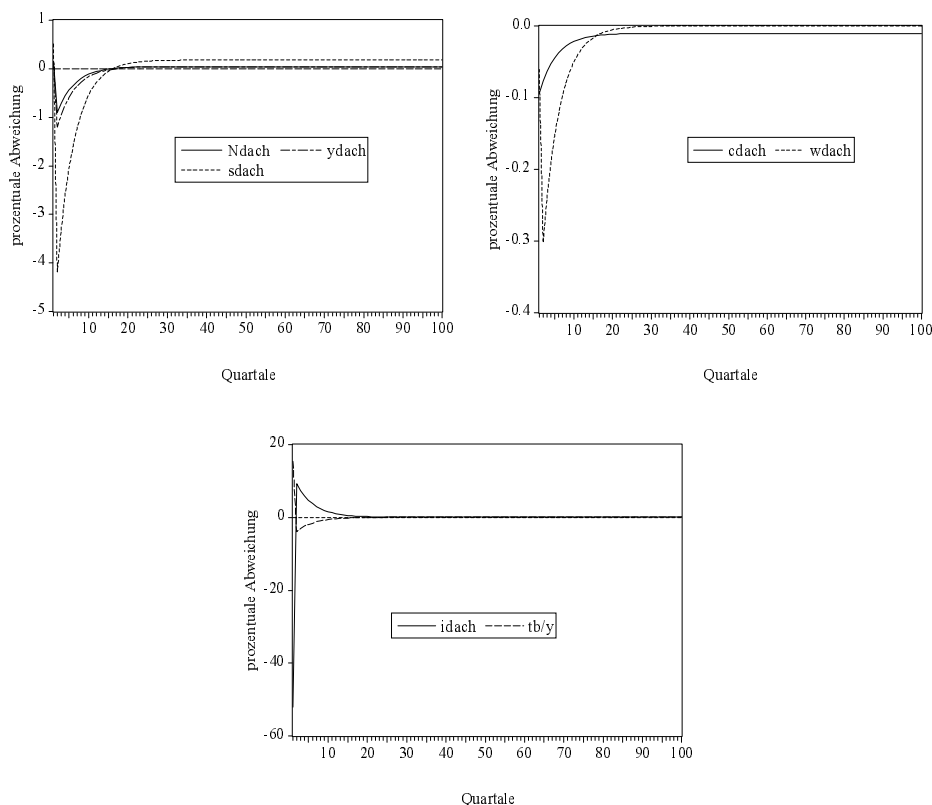 1
0
-1
-2
-3
-4
-5
prozentuale Abweichung
Ndach ydach
sdach
10 20 30 40 50 60 70 80 90 100
Quartale
0.0
-0.1
-0.2
-0.3
-0.4
prozentuale Abweichung
cdach wdach
10 20 30 40 50 60 70 80 90 100
Quartale
20
0
-20
-40
-60
prozentuale Abweichung
idach tb/y
10 20 30 40 50 60 70 80 90 100
Quartale